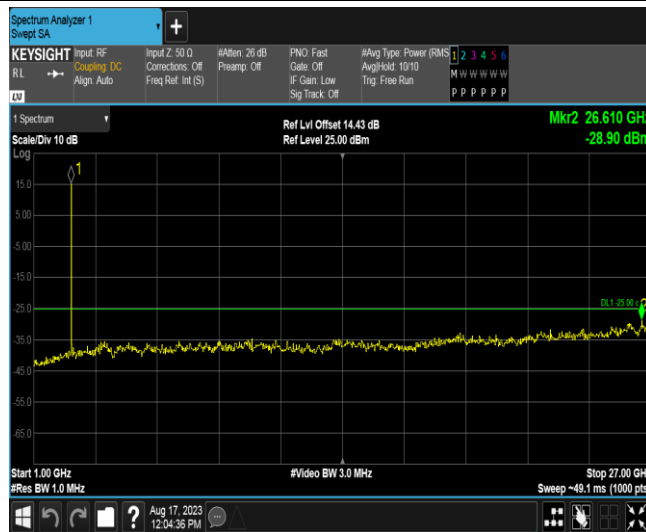 Spectrum Analyzer 1
Swept SA
+
KEYSIGHT
RL
LXI
Input: RF
Coupling: DC
Align: Auto
Input Z: 50 Ω
Corrections: Off
Freq Ref: Int (S)
#Atten: 26 dB
Preamp: Off
PNO: Fast
Gate: Off
IF Gain: Low
Sig Track: Off
#Avg Type: Power (RMS
Avg|Hold: 10/10
Trig: Free Run
1 2 3 4 5 6
M W W W W W
P P P P P P
1 Spectrum
Scale/Div 10 dB
Log
Ref Lvl Offset 14.43 dB
Ref Level 25.00 dBm
Mkr2 26.610 GHz
-28.90 dBm
1
15.0
5.00
-5.00
-15.0
-25.0
DL1 -25.00
-35.0
-45.0
-55.0
-65.0
Start 1.00 GHz
#Res BW 1.0 MHz
#Video BW 3.0 MHz
Stop 27.00 GH
Sweep ~49.1 ms (1000 pts
?
Aug 17, 2023
12:04:36 PM